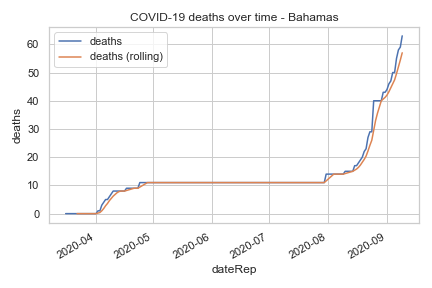 COVID-19 deaths over time - Bahamas
deaths
deaths (rolling)
60
50
40
30
20
10
0
deaths
2020-04
2020-05
2020-06
2020-07
2020-08
2020-09
dateRep